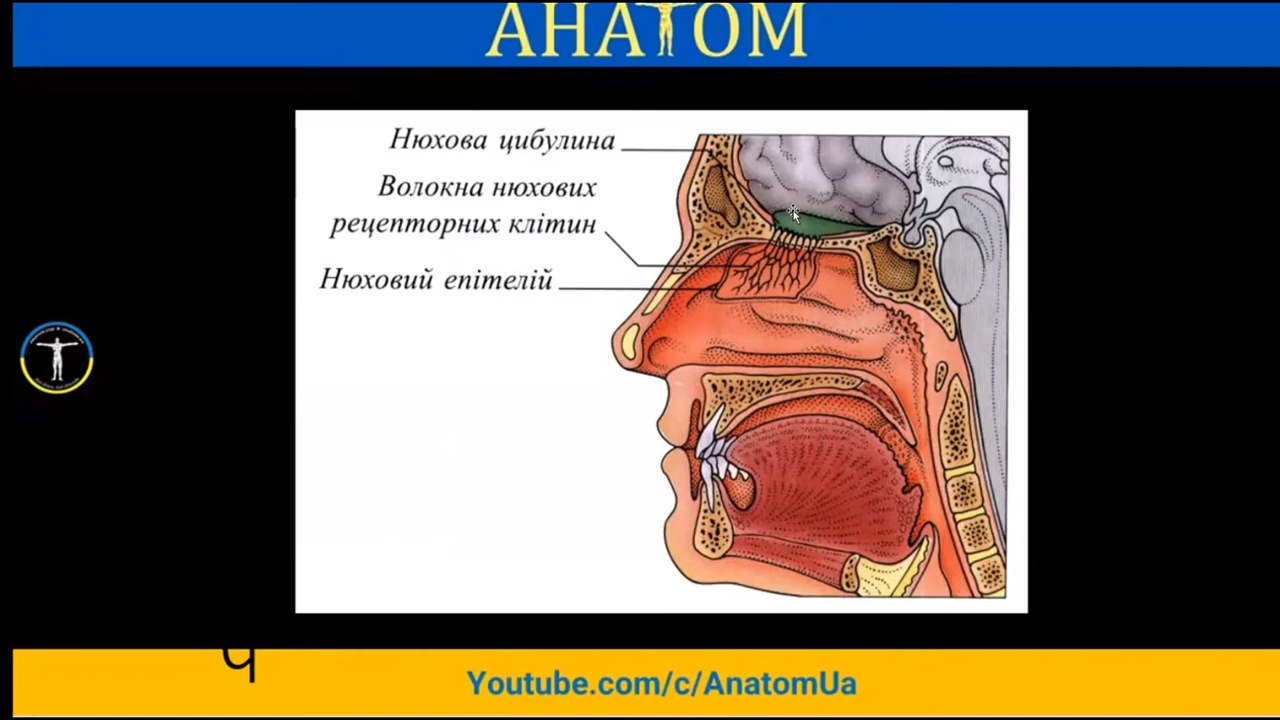 АНАТОМ
Нюхова цибулина
Волокна нюхових
рецепторних клітин
Нюховий епітелій
Ч
Youtube.com/c/AnatomUa